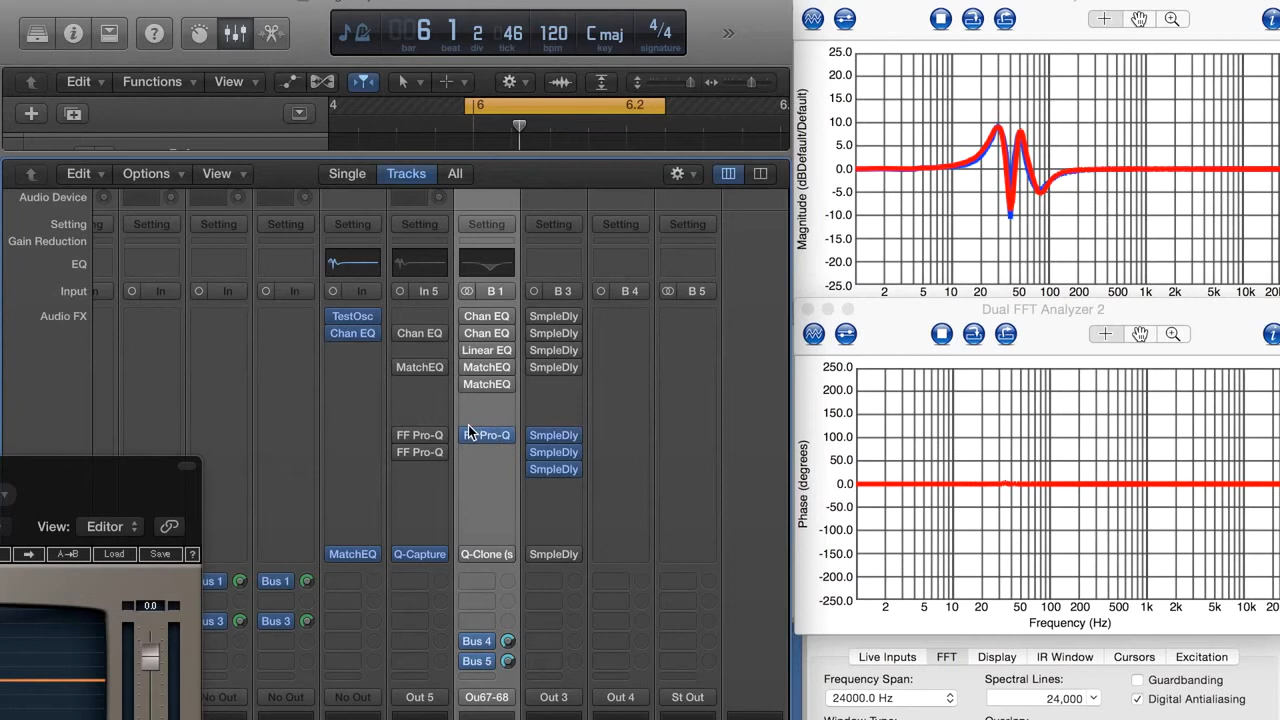 6 1 2 46 120 C maj 4/4
bar beat div tick bpm key signature
Edit Functions View
4 6 6.2 6.
Edit Options View Single Tracks All
Audio Device
Setting Setting Setting Setting Setting Setting Setting Setting Setting Setting
Gain Reduction
EQ
Input In In In In In 5 B 1 B 3 B 4 B 5
Audio FX TestOsc Chan EQ SmpleDly
Chan EQ Chan EQ Chan EQ SmpleDly
Linear EQ SmpleDly
MatchEQ MatchEQ SmpleDly
MatchEQ
FF Pro-Q Pro-Q SmpleDly
FF Pro-Q SmpleDly
SmpleDly
MatchEQ Q-Capture Q-Clone (s SmpleDly
Bus 1
Bus 3
Bus 4
Bus 5
No Out No Out No Out Out 5 Ou67-68 Out 3 Out 4 St Out
View: Editor
A→B Load Save ?
0.0
25.0
20.0
15.0
10.0
5.0
0.0
-5.0
-10.0
-15.0
-20.0
-25.0
Magnitude (dBDefault/Default)
2 5 10 20 50 100 200 500 1k 2k 5k 20
Dual FFT Analyzer 2
250.0
200.0
150.0
100.0
50.0
0.0
-50.0
-100.0
-150.0
-200.0
-250.0
Phase (degrees)
2 5 10 20 50 100 200 500 1k 2k 5k 20
Frequency (Hz)
Live Inputs FFT Display IR Window Cursors Excitation
Frequency Span: Spectral Lines: Guardbanding
24000.0 Hz 24,000 Digital Antialiasing